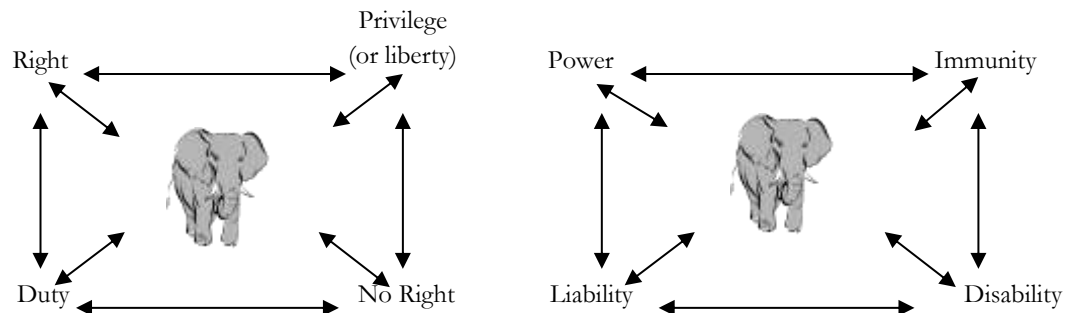 Privilege
(or liberty)
Right
Power
Immunity
Duty
No Right
Liability
Disability